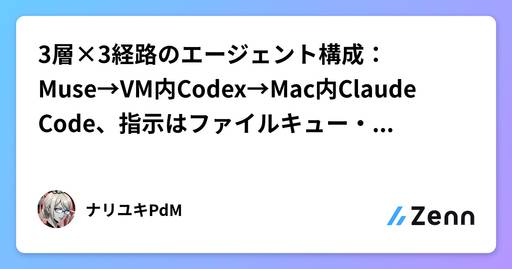 3層×3経路のエージェント構成：
Muse→VM内Codex→Mac内Claude
Code、指示はファイルキュー・...
ナリユキPdM
Zenn